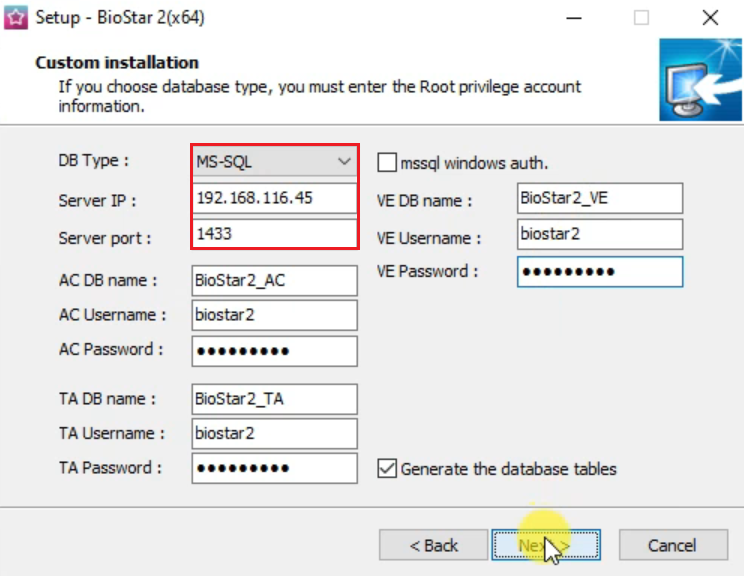 Setup - BioStar 2(x64)
Custom installation
If you choose database type, you must enter the Root privilege account
information.
DB Type : MS-SQL
Server IP : 192.168.116.45
Server port : 1433
AC DB name : BioStar2_AC
AC Username : biostar2
AC Password : ●●●●●●●●●
TA DB name : BioStar2_TA
TA Username : biostar2
TA Password : ●●●●●●●●●
mssql windows auth.
VE DB name : BioStar2_VE
VE Username : biostar2
VE Password : ●●●●●●●●●
Generate the database tables
< Back Next > Cancel